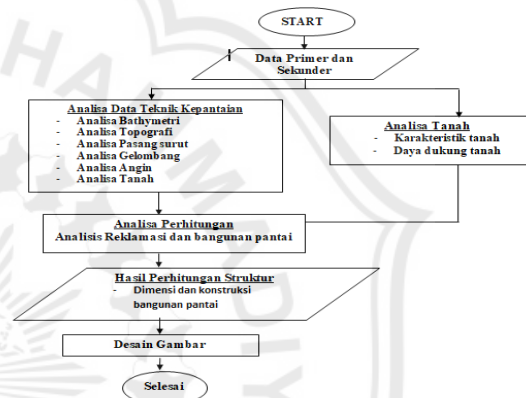 START
Data Primer dan
Sekunder
Analisa Data Teknik Kepantaian
- Analisa Bathymetri
- Analisa Topografi
- Analisa Pasang surut
- Analisa Gelombang
- Analisa Angin
- Analisa Tanah
Analisa Tanah
- Karakteristik tanah
- Daya dukung tanah
Analisa Perhitungan
Analisis Reklamasi dan bangunan pantai
Hasil Perhitungan Struktur
- Dimensi dan konstruksi
bangunan pantai
Desain Gambar
Selesai